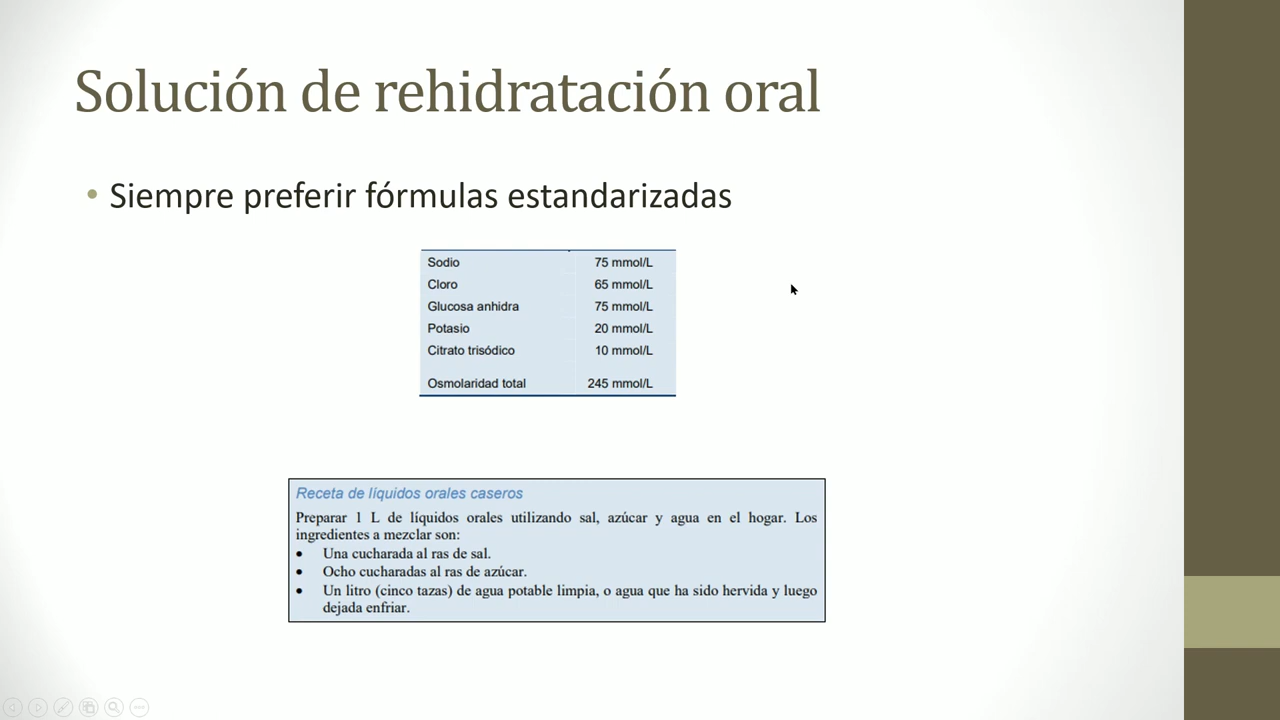 Solución de rehidratación oral
• Siempre preferir fórmulas estandarizadas
Sodio 75 mmol/L
Cloro 65 mmol/L
Glucosa anhidra 75 mmol/L
Potasio 20 mmol/L
Citrato trisódico 10 mmol/L
Osmolaridad total 245 mmol/L
Receta de líquidos orales caseros
Preparar 1 L de líquidos orales utilizando sal, azúcar y agua en el hogar. Los
ingredientes a mezclar son:
• Una cucharada al ras de sal.
• Ocho cucharadas al ras de azúcar.
• Un litro (cinco tazas) de agua potable limpia, o agua que ha sido hervida y luego
dejada enfriar.